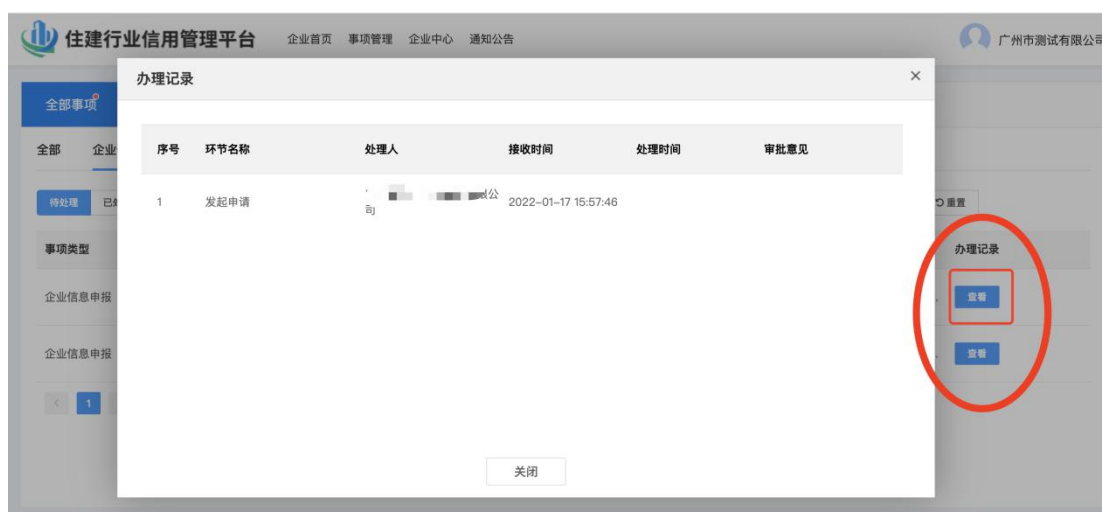 住建行业信用管理平台 企业首页 事项管理 企业中心 通知公告 广州市测试有限公司
办理记录 ×
全部事项
全部 企业
序号 环节名称 处理人 接收时间 处理时间 审批意见
待处理 重置
1 发起申请 公司 2022-01-17 15:57:46
事项类型 办理记录
企业信息申报 查看
企业信息申报 查看
< 1
关闭